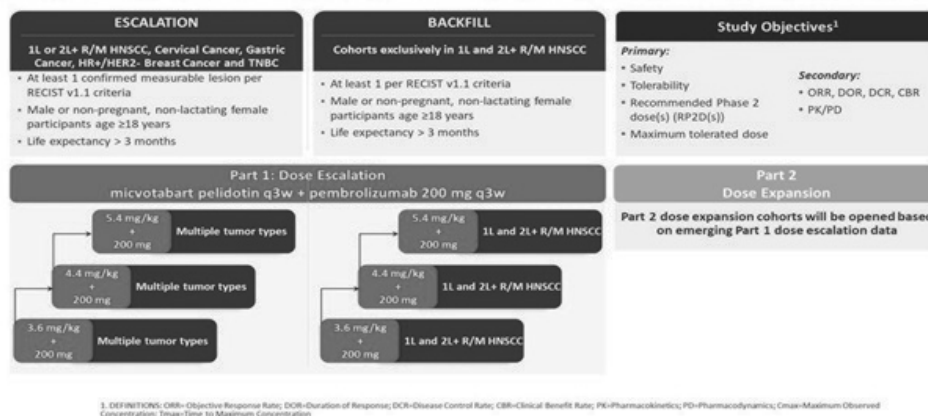 ESCALATION
1L or 2L+ R/M HNSCC, Cervical Cancer, Gastric
Cancer, HR+/HER2- Breast Cancer and TNBC
• At least 1 confirmed measurable lesion per
RECIST v1.1 criteria
• Male or non-pregnant, non-lactating female
participants age ≥18 years
• Life expectancy > 3 months
BACKFILL
Cohorts exclusively in 1L and 2L+ R/M HNSCC
• At least 1 per RECIST v1.1 criteria
• Male or non-pregnant, non-lactating female
participants age ≥18 years
• Life expectancy > 3 months
Study Objectives1
Primary:
• Safety
• Tolerability
• Recommended Phase 2
dose(s) (RP2D(s))
• Maximum tolerated dose
Secondary:
• ORR, DOR, DCR, CBR
• PK/PD
Part 1: Dose Escalation
micvotabart pelidotin q3w + pembrolizumab 200 mg q3w
5.4 mg/kg
+
200 mg
Multiple tumor types
4.4 mg/kg
+
200 mg
Multiple tumor types
3.6 mg/kg
+
200 mg
Multiple tumor types
5.4 mg/kg
+
200 mg
1L and 2L+ R/M HNSCC
4.4 mg/kg
+
200 mg
1L and 2L+ R/M HNSCC
3.6 mg/kg
+
200 mg
1L and 2L+ R/M HNSCC
Part 2
Dose Expansion
Part 2 dose expansion cohorts will be opened based
on emerging Part 1 dose escalation data
1. DEFINITIONS: ORR=Objective Response Rate; DOR=Duration of Response; DCR=Disease Control Rate; CBR=Clinical Benefit Rate; PK=Pharmacokinetics; PD=Pharmacodynamics; Cmax=Maximum Observed
Concentration; Tmax=Time to Maximum Concentration